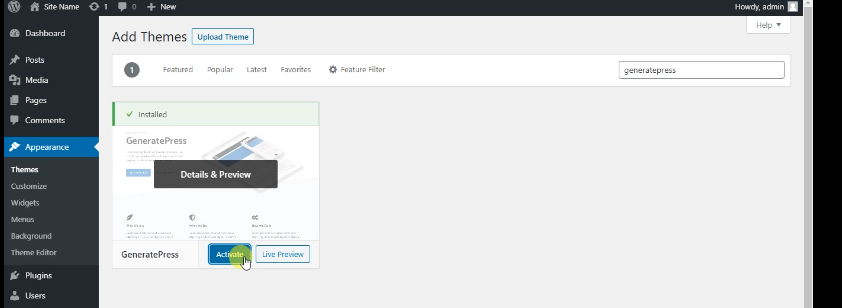 Site Name 1 0 New Howdy, admin
Dashboard
Add Themes Upload Theme Help
Posts
Media
Pages
Comments
Appearance
Themes
Customize
Widgets
Menus
Background
Theme Editor
Plugins
Users
1 Featured Popular Latest Favorites Feature Filter generatepress
Installed
GeneratePress
Details & Preview
GeneratePress Activate Live Preview